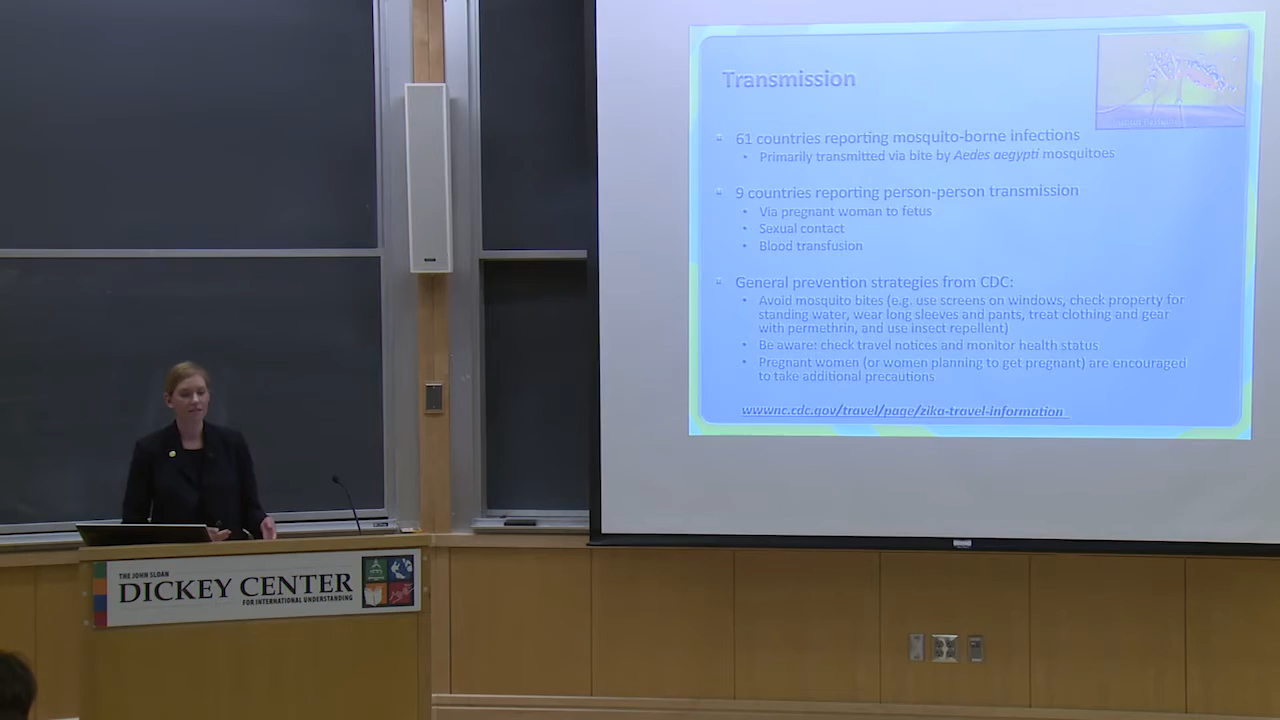 Transmission
61 countries reporting mosquito-borne infections
Primarily transmitted via bite by Aedes aegypti mosquitoes
9 countries reporting person-person transmission
Via pregnant woman to fetus
Sexual contact
Blood transfusion
General prevention strategies from CDC:
Avoid mosquito bites (e.g. use screens on windows, check property for
standing water, wear long sleeves and pants, treat clothing and gear
with permethrin, and use insect repellent)
Be aware: check travel notices and monitor health status
Pregnant women (or women planning to get pregnant) are encouraged
to take additional precautions
wwwnc.cdc.gov/travel/page/zika-travel-information
THE JOHN SLOAN
DICKEY CENTER
FOR INTERNATIONAL UNDERSTANDING